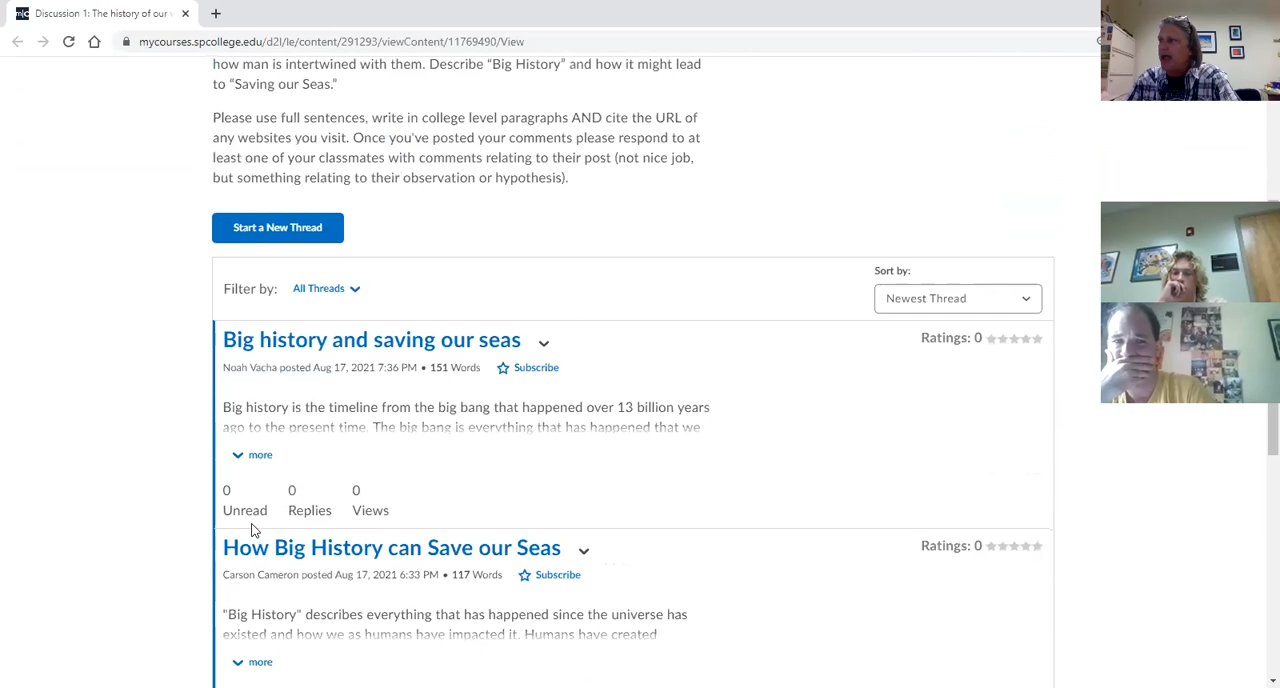 Discussion 1: The history of our
mycourses.spcollege.edu/d2l/le/content/291293/viewContent/11769490/View
how man is intertwined with them. Describe “Big History” and how it might lead
to “Saving our Seas.”
Please use full sentences, write in college level paragraphs AND cite the URL of
any websites you visit. Once you've posted your comments please respond to at
least one of your classmates with comments relating to their post (not nice job,
but something relating to their observation or hypothesis).
Start a New Thread
Filter by: All Threads
Sort by:
Newest Thread
Big history and saving our seas
Ratings: 0
Noah Vacha posted Aug 17, 2021 7:36 PM • 151 Words Subscribe
Big history is the timeline from the big bang that happened over 13 billion years
ago to the present time. The big bang is everything that has happened that we
more
0 0 0
Unread Replies Views
How Big History can Save our Seas
Ratings: 0
Carson Cameron posted Aug 17, 2021 6:33 PM • 117 Words Subscribe
"Big History" describes everything that has happened since the universe has
existed and how we as humans have impacted it. Humans have created
more